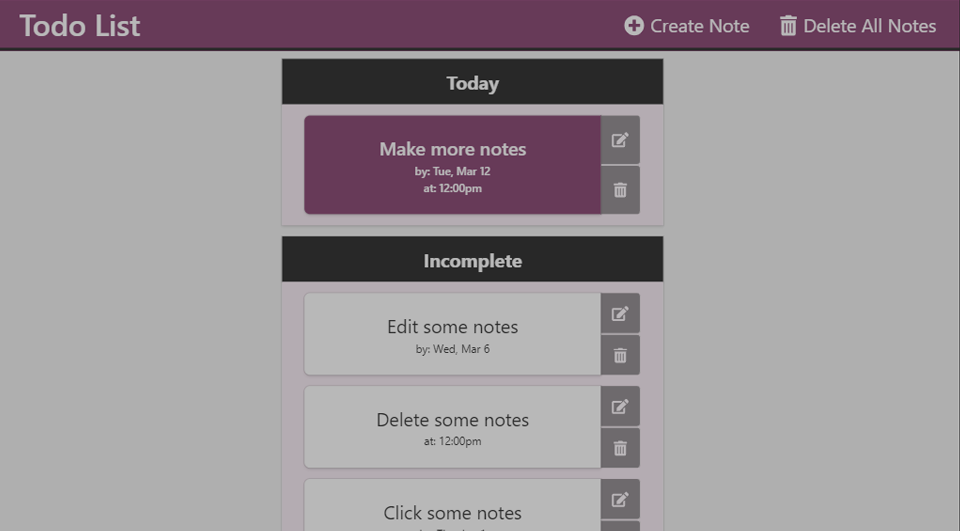 Todo List
Create Note
Delete All Notes
Today
Make more notes
by: Tue, Mar 12
at: 12:00pm
Incomplete
Edit some notes
by: Wed, Mar 6
Delete some notes
at: 12:00pm
Click some notes